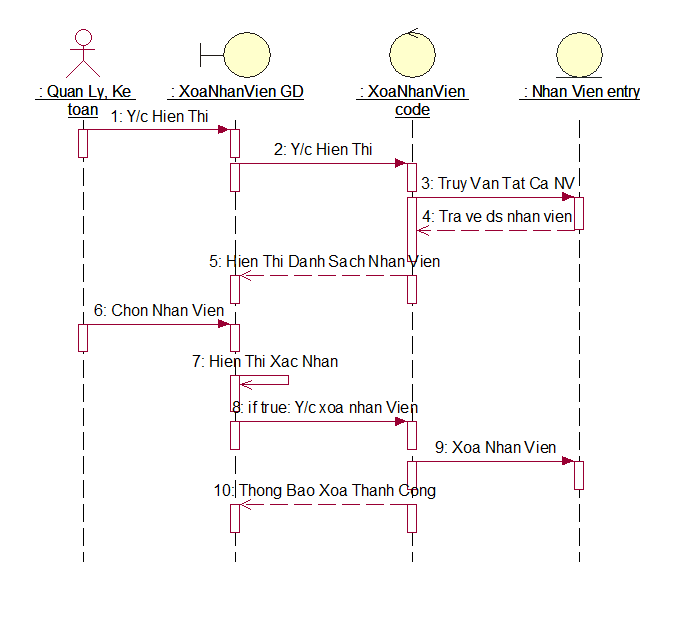 : Quan Ly, Ke
toan
: XoaNhanVien GD
: XoaNhanVien
code
: Nhan Vien entry
1: Y/c Hien Thi
2: Y/c Hien Thi
3: Truy Van Tat Ca NV
4: Tra ve ds nhan vien
5: Hien Thi Danh Sach Nhan Vien
6: Chon Nhan Vien
7: Hien Thi Xac Nhan
8: if true: Y/c xoa nhan Vien
9: Xoa Nhan Vien
10: Thong Bao Xoa Thanh Cong